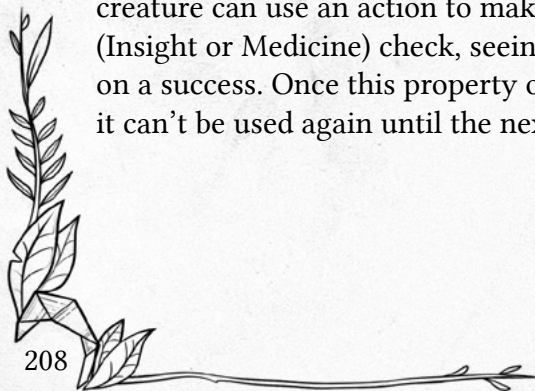 creature can use an action to mak
(Insight or Medicine) check, seein
on a success. Once this property o
it can’t be used again until the nex
208